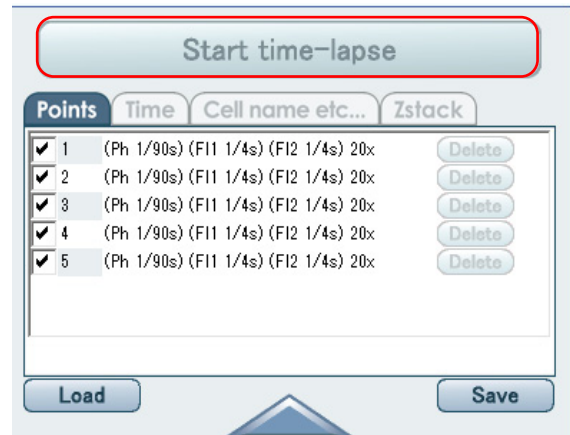 Start time-lapse
Points Time Cell name etc... Zstack
1 (Ph 1/90s) (Fl1 1/4s) (Fl2 1/4s) 20x Delete
2 (Ph 1/90s) (Fl1 1/4s) (Fl2 1/4s) 20x Delete
3 (Ph 1/90s) (Fl1 1/4s) (Fl2 1/4s) 20x Delete
4 (Ph 1/90s) (Fl1 1/4s) (Fl2 1/4s) 20x Delete
5 (Ph 1/90s) (Fl1 1/4s) (Fl2 1/4s) 20x Delete
Load Save